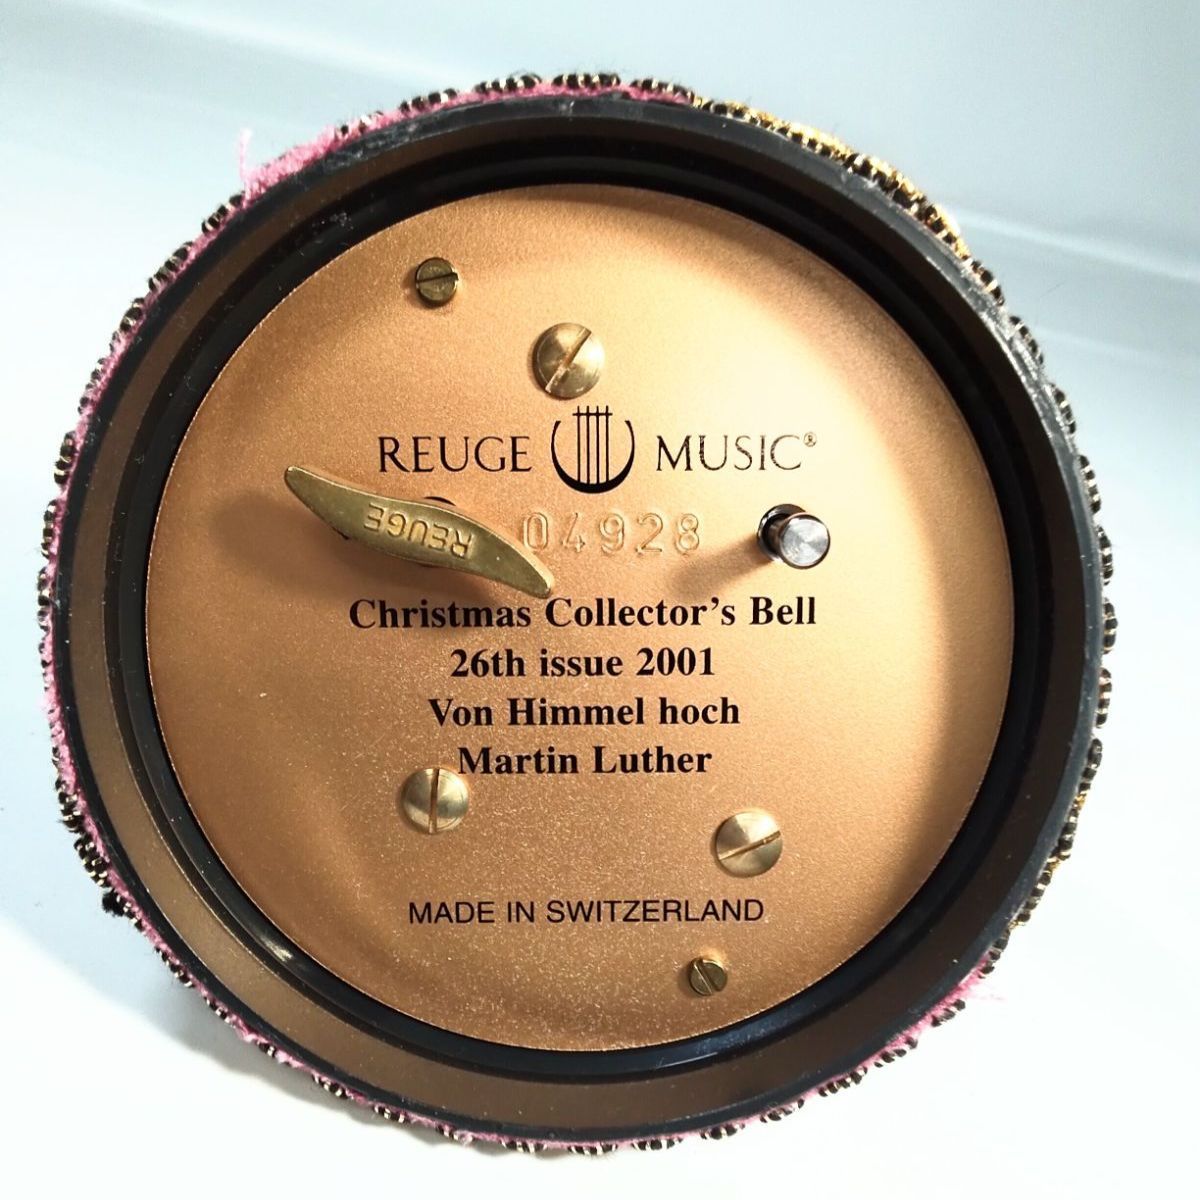 REUGE MUSIC®
REUGE
04928
Christmas Collector's Bell
26th issue 2001
Von Himmel hoch
Martin Luther
MADE IN SWITZERLAND